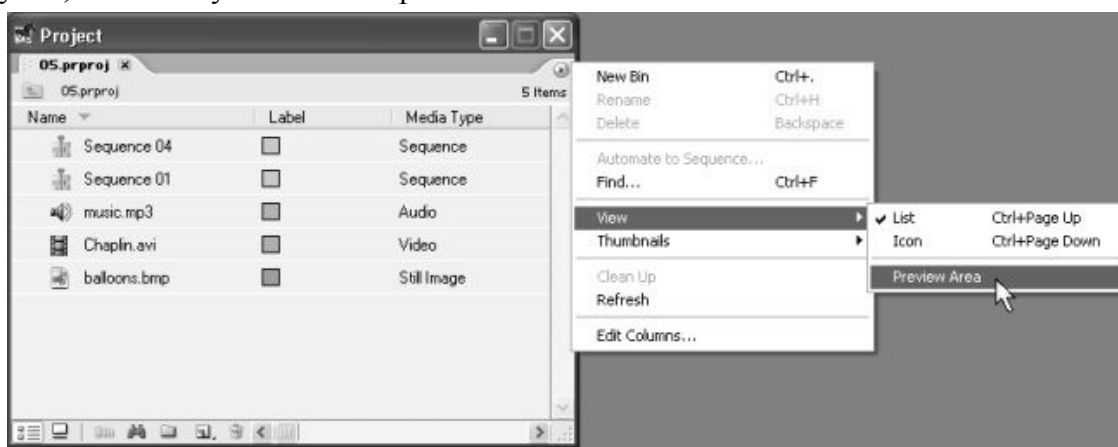 Project
05.prproj
05.prproj 5 Items
Name Label Media Type
Sequence 04 Sequence
Sequence 01 Sequence
music.mp3 Audio
Chaplin.avi Video
balloons.bmp Still Image
New Bin Ctrl+.
Rename Ctrl+H
Delete Backspace
Automate to Sequence...
Find... Ctrl+F
View
Thumbnails
Clean Up
Refresh
Edit Columns...
List Ctrl+Page Up
Icon Ctrl+Page Down
Preview Area